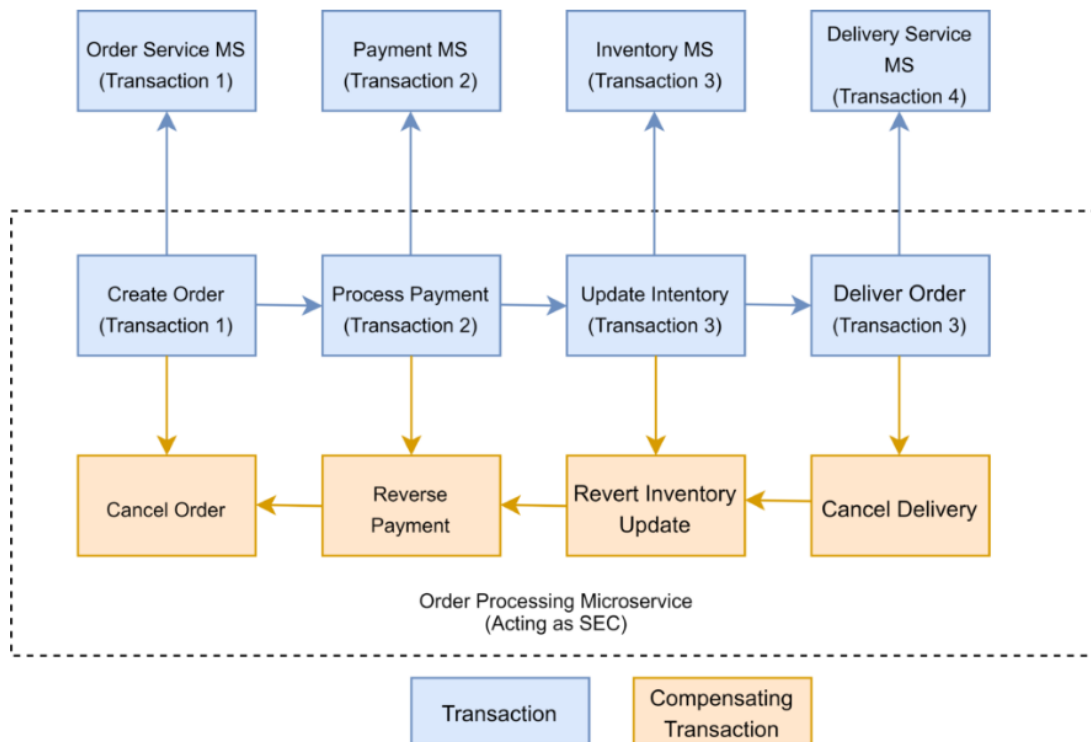 Order Service MS
(Transaction 1)
Payment MS
(Transaction 2)
Inventory MS
(Transaction 3)
Delivery Service
MS
(Transaction 4)
Create Order
(Transaction 1)
Process Payment
(Transaction 2)
Update Intentory
(Transaction 3)
Deliver Order
(Transaction 3)
Cancel Order
Reverse
Payment
Revert Inventory
Update
Cancel Delivery
Order Processing Microservice
(Acting as SEC)
Transaction
Compensating
Transaction